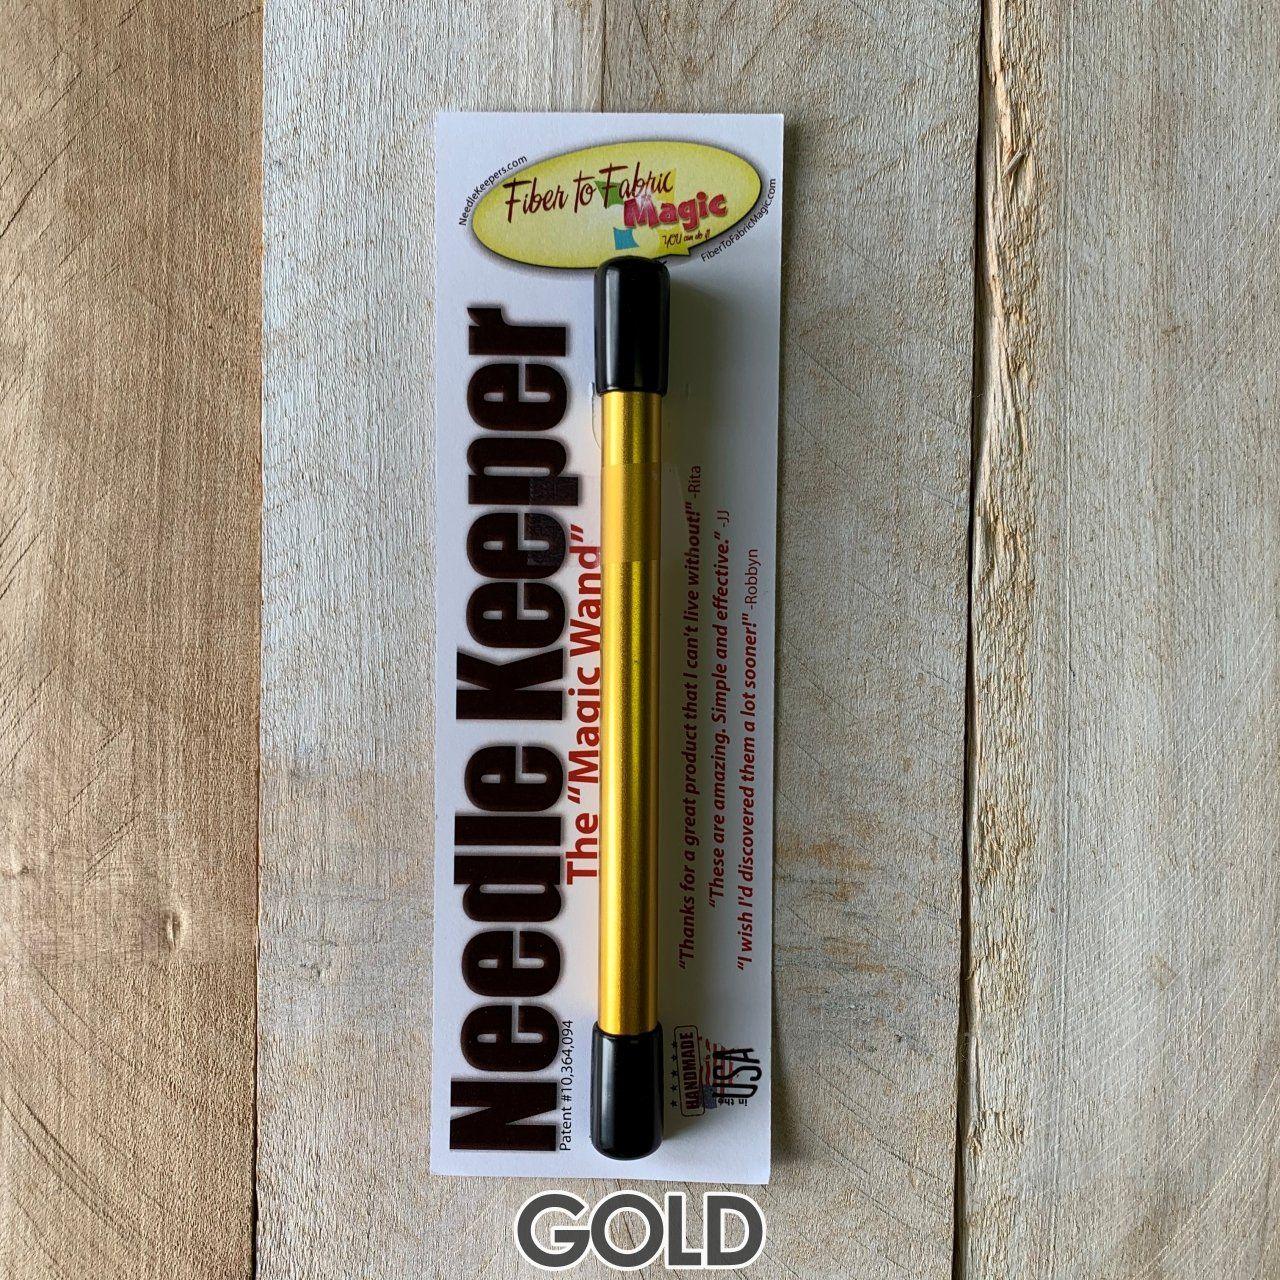 NeedleKeepers.com
Fiber to Fabric
Magic
YOU can do it
FiberToFabricMagic.com
Needle Keeper
The “Magic Wand”
Patent #10,364,094
“Thanks for a great product that I can't live without!" -Rita
“These are amazing. Simple and effective.” -JJ
“I wish I'd discovered them a lot sooner!" -Robbyn
HANDMADE
in the
USA
GOLD